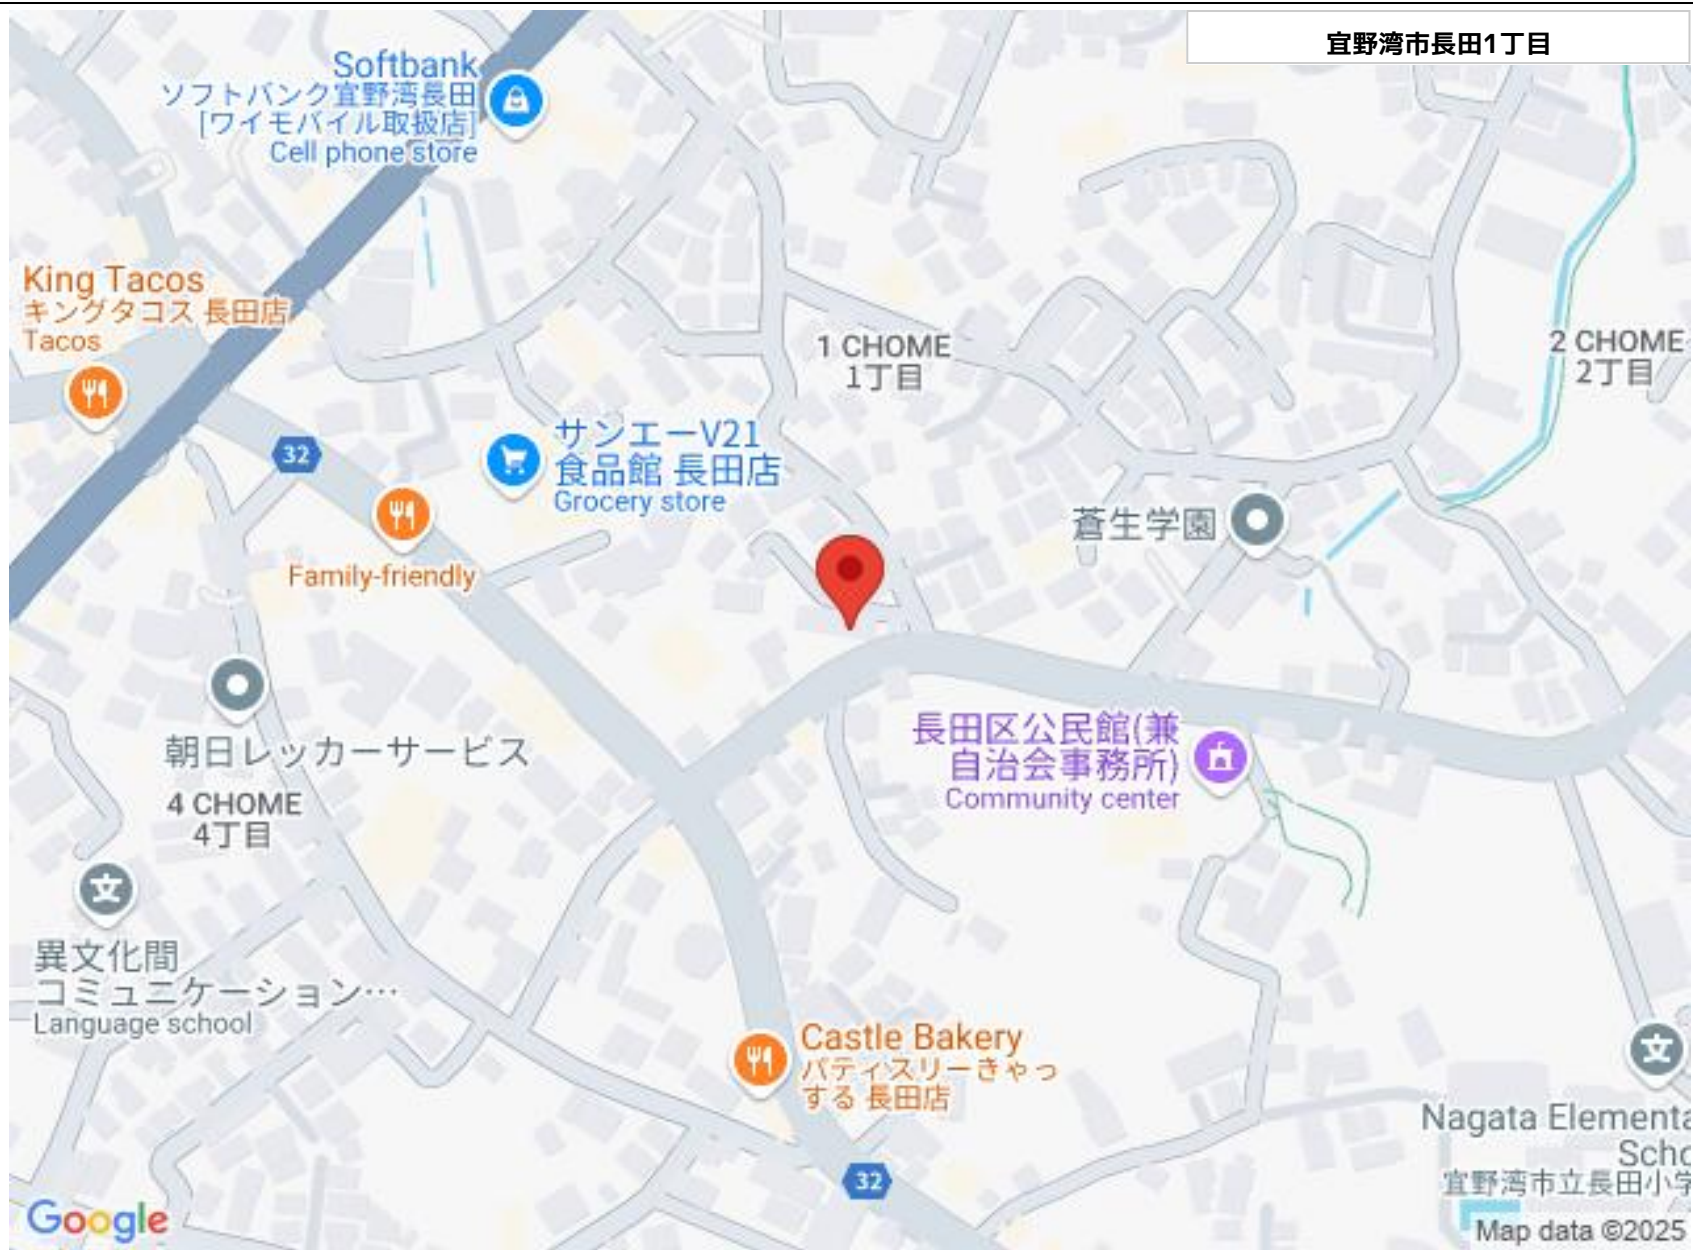 宜野湾市長田1丁目
Softbank
ソフトバンク宜野湾長田
[ワイモバイル取扱店]
Cell phone store
King Tacos
キングタコス 長田店
Tacos
1 CHOME
1丁目
2 CHOME
2丁目
サンエーV21
食品館 長田店
Grocery store
32
蒼生学園
Family-friendly
朝日レッカーサービス
長田区公民館(兼
自治会事務所)
Community center
4 CHOME
4丁目
文
異文化間
コミュニケーション…
Language school
Castle Bakery
パティスリーきゃっ
する 長田店
文
Nagata Elementa
Scho
宜野湾市立長田小学
32
Google
Map data ©2025